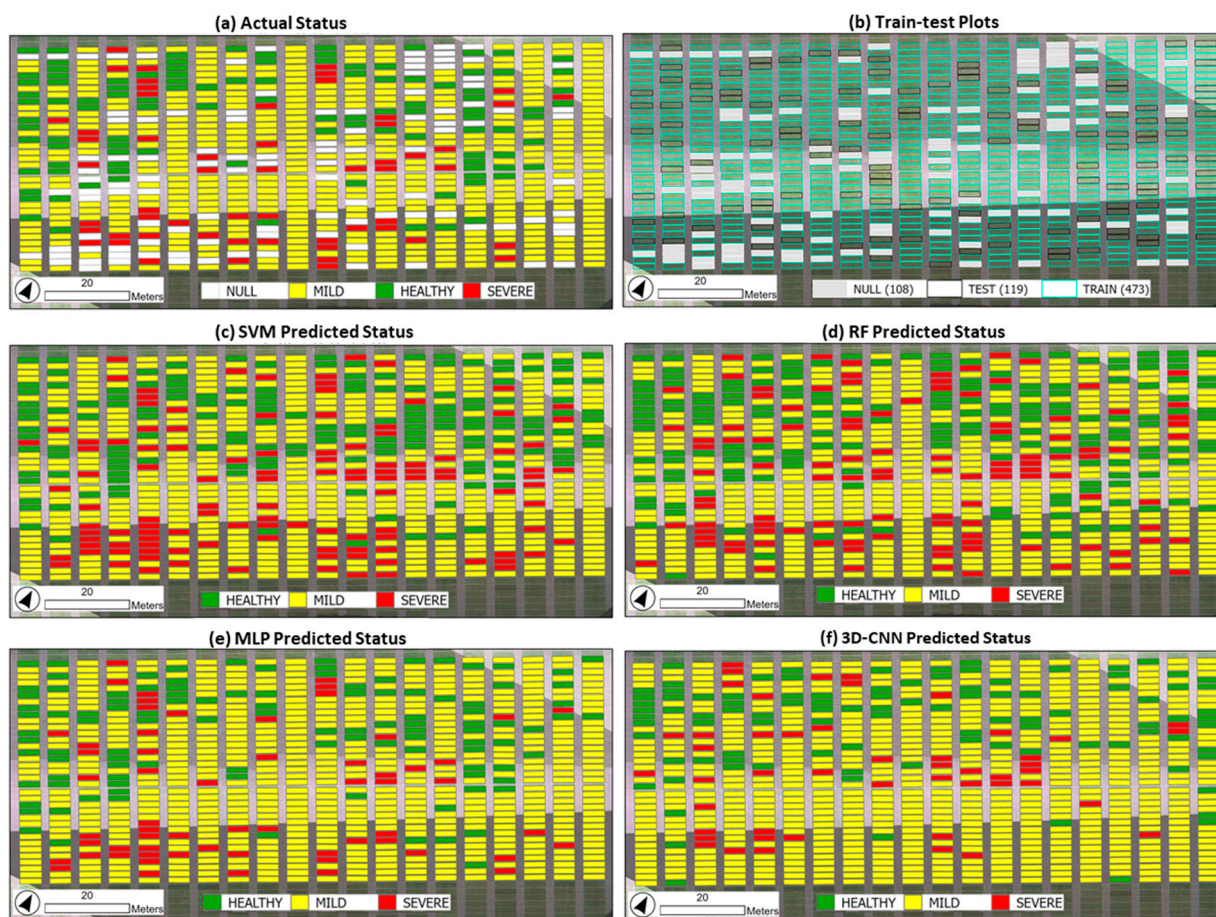 (a) Actual Status
(b) Train-test Plots
20
Meters
NULL MILD HEALTHY SEVERE
20
Meters
NULL (108) TEST (119) TRAIN (473)
(c) SVM Predicted Status
(d) RF Predicted Status
20
Meters
HEALTHY MILD SEVERE
20
Meters
HEALTHY MILD SEVERE
(e) MLP Predicted Status
(f) 3D-CNN Predicted Status
20
Meters
HEALTHY MILD SEVERE
20
Meters
HEALTHY MILD SEVERE